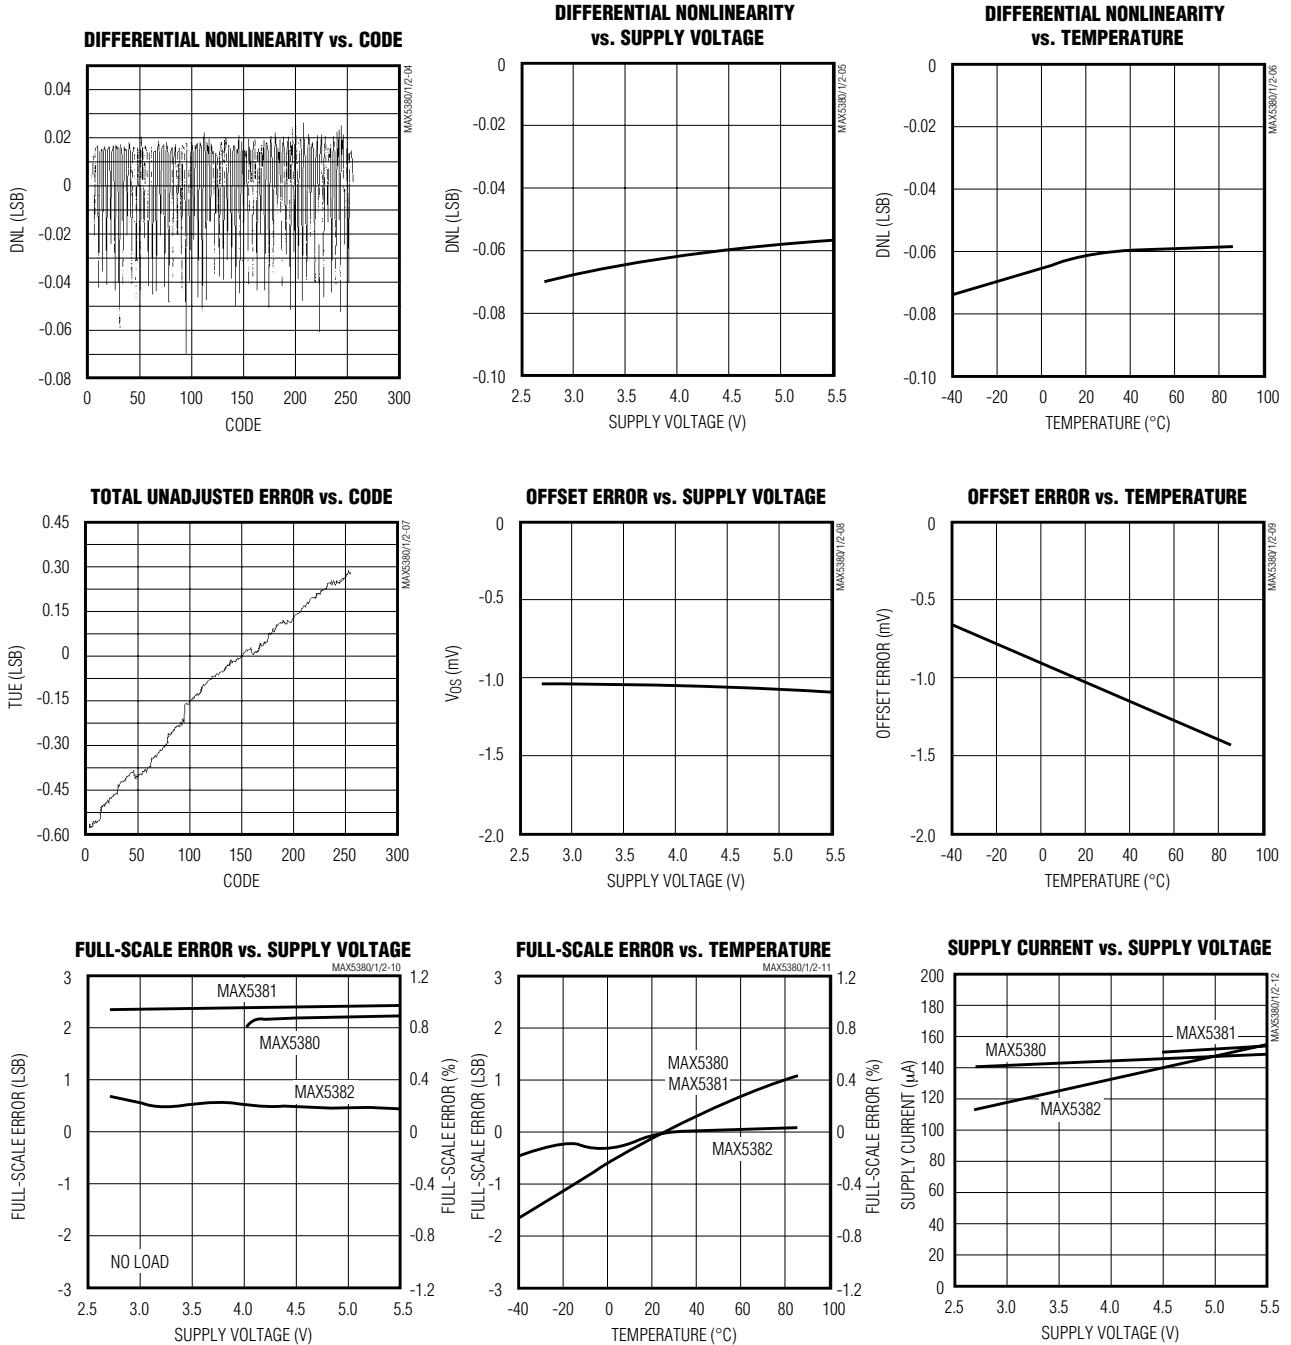 DIFFERENTIAL NONLINEARITY vs. CODE
MAX5380/1/2-04
DNL (LSB)
0.04
0.02
0
-0.02
-0.04
-0.06
-0.08
0 50 100 150 200 250 300
CODE
DIFFERENTIAL NONLINEARITY
vs. SUPPLY VOLTAGE
MAX5380/1/2-05
DNL (LSB)
0
-0.02
-0.04
-0.06
-0.08
-0.10
2.5 3.0 3.5 4.0 4.5 5.0 5.5
SUPPLY VOLTAGE (V)
DIFFERENTIAL NONLINEARITY
vs. TEMPERATURE
MAX5380/1/2-06
DNL (LSB)
0
-0.02
-0.04
-0.06
-0.08
-0.10
-40 -20 0 20 40 60 80 100
TEMPERATURE (°C)
TOTAL UNADJUSTED ERROR vs. CODE
MAX5380/1/2-07
TUE (LSB)
0.45
0.30
0.15
0
-0.15
-0.30
-0.45
-0.60
0 50 100 150 200 250 300
CODE
OFFSET ERROR vs. SUPPLY VOLTAGE
MAX5380/1/2-08
VOS (mV)
0
-0.5
-1.0
-1.5
-2.0
2.5 3.0 3.5 4.0 4.5 5.0 5.5
SUPPLY VOLTAGE (V)
OFFSET ERROR vs. TEMPERATURE
MAX5380/1/2-09
OFFSET ERROR (mV)
0
-0.5
-1.0
-1.5
-2.0
-40 -20 0 20 40 60 80 100
TEMPERATURE (°C)
FULL-SCALE ERROR vs. SUPPLY VOLTAGE
MAX5380/1/2-10
FULL-SCALE ERROR (LSB)
3
2
1
0
-1
-2
-3
MAX5381
MAX5380
MAX5382
NO LOAD
1.2
0.8
0.4
0
-0.4
-0.8
-1.2
FULL-SCALE ERROR (%)
2.5 3.0 4.0 4.5 5.0 5.5
SUPPLY VOLTAGE (V)
FULL-SCALE ERROR vs. TEMPERATURE
MAX5380/1/2-11
FULL-SCALE ERROR (LSB)
3
2
1
0
-1
-2
-3
MAX5380
MAX5381
MAX5382
1.2
0.8
0.4
0
-0.4
-0.8
-1.2
FULL-SCALE ERROR (%)
-40 -20 0 20 40 60 80 100
TEMPERATURE (°C)
SUPPLY CURRENT vs. SUPPLY VOLTAGE
MAX5380/1/2-12
SUPPLY CURRENT (µA)
200
180
160
140
120
100
80
60
40
20
0
MAX5381
MAX5380
MAX5382
2.5 3.0 3.5 4.0 4.5 5.0 5.5
SUPPLY VOLTAGE (V)